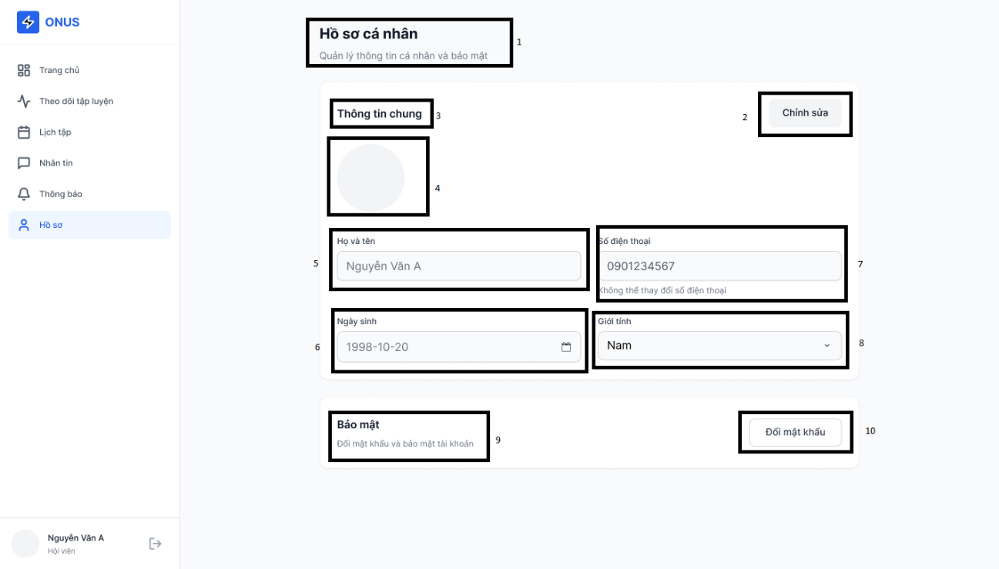 ONUS
Trang chủ
Theo dõi tập luyện
Lịch tập
Nhắn tin
Thông báo
Hồ sơ
Nguyễn Văn A
Hội viên
Hồ sơ cá nhân
Quản lý thông tin cá nhân và bảo mật
1
Thông tin chung
3
2
Chỉnh sửa
4
Họ và tên
5
Nguyễn Văn A
Số điện thoại
0901234567
7
Không thể thay đổi số điện thoại
Ngày sinh
6
1998-10-20
Giới tính
Nam
8
Bảo mật
Đổi mật khẩu và bảo mật tài khoản
9
Đổi mật khẩu
10